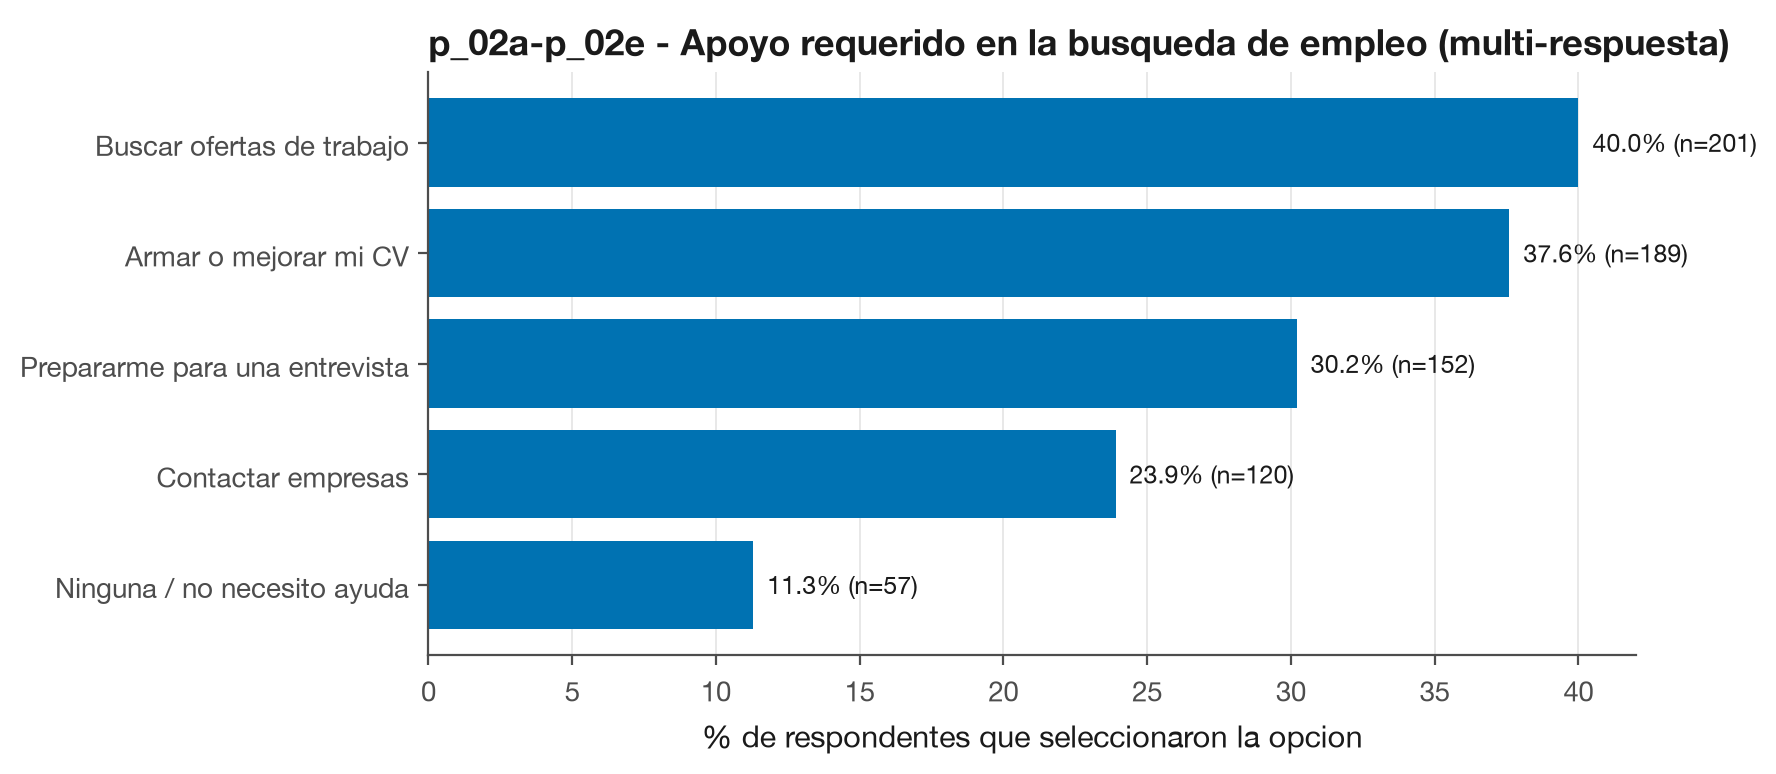 p_02a-p_02e - Apoyo requerido en la busqueda de empleo (multi-respuesta)
Buscar ofertas de trabajo 40.0% (n=201)
Armar o mejorar mi CV 37.6% (n=189)
Prepararme para una entrevista 30.2% (n=152)
Contactar empresas 23.9% (n=120)
Ninguna / no necesito ayuda 11.3% (n=57)
0 5 10 15 20 25 30 35 40
% de respondentes que seleccionaron la opcion